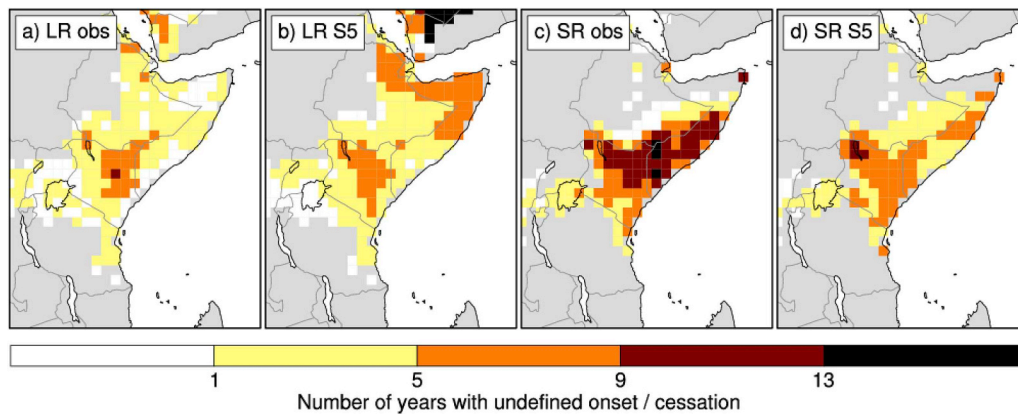 a) LR obs
b) LR S5
c) SR obs
d) SR S5
1 5 9 13
Number of years with undefined onset / cessation